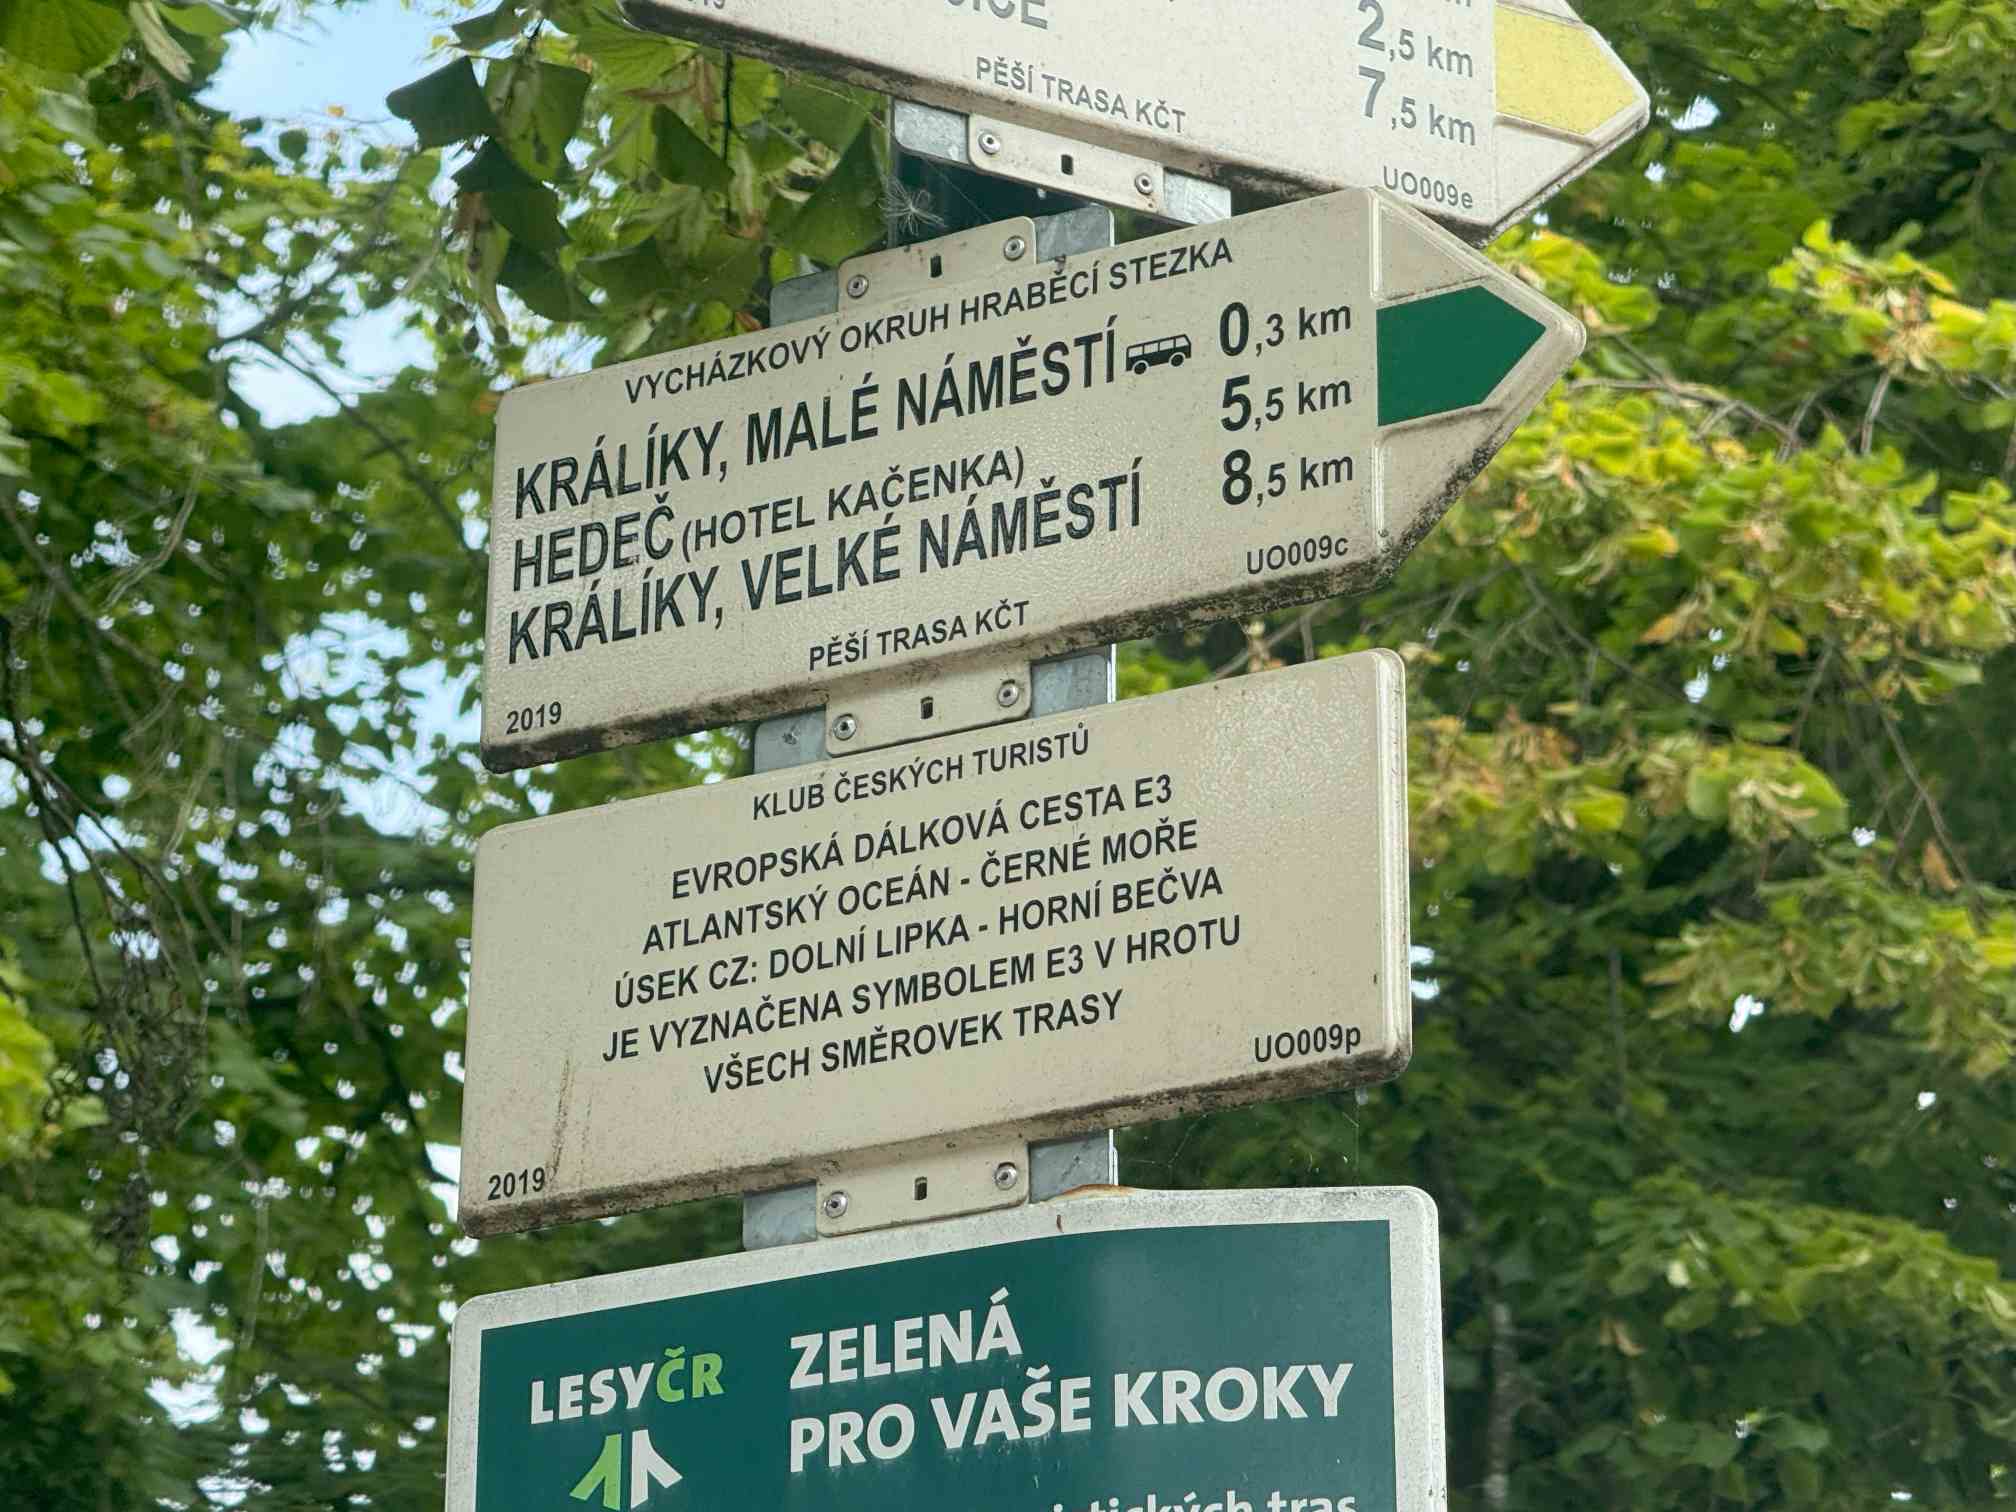 2,5 km
PĚŠÍ TRASA KČT
7,5 km
UO009e
VYCHÁZKOVÝ OKRUH HRABĚCÍ STEZKA
KRÁLÍKY, MALÉ NÁMĚSTÍ 0,3 km
HEDEČ (HOTEL KAČENKA) 5,5 km
KRÁLÍKY, VELKÉ NÁMĚSTÍ 8,5 km
PĚŠÍ TRASA KČT
UO009c
2019
KLUB ČESKÝCH TURISTŮ
EVROPSKÁ DÁLKOVÁ CESTA E3
ATLANTSKÝ OCEÁN - ČERNÉ MOŘE
ÚSEK CZ: DOLNÍ LIPKA - HORNÍ BEČVA
JE VYZNAČENA SYMBOLEM E3 V HROTU
VŠECH SMĚROVEK TRASY
UO009p
2019
LESY ČR
ZELENÁ
PRO VAŠE KROKY
tras